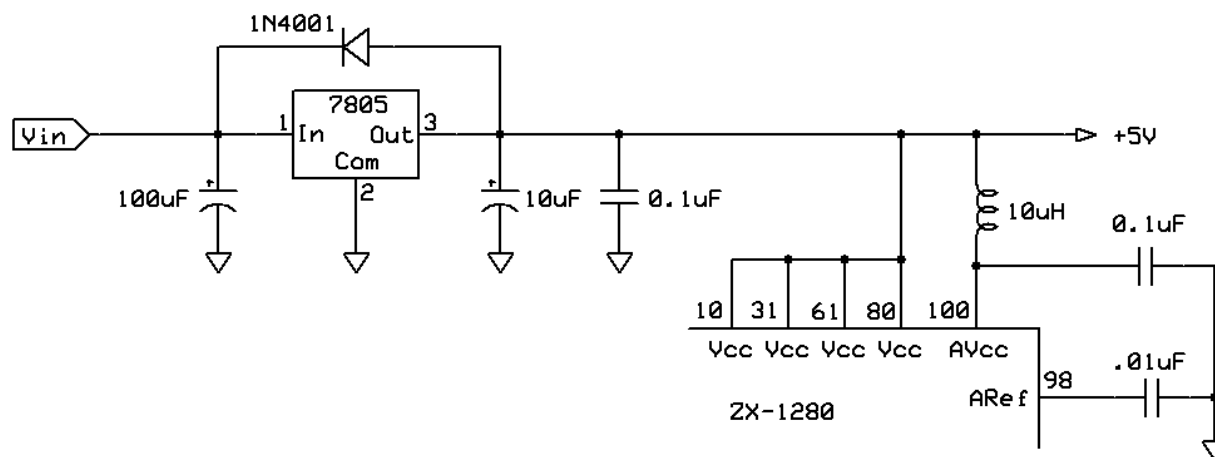 1N4001
7805
Vin
1 In Out 3
+5V
Com
2
100uF
10uF
0.1uF
10uH
0.1uF
10 31 61 80 100
Vcc Vcc Vcc Vcc AVcc
.01uF
ARef 98
ZX-1280